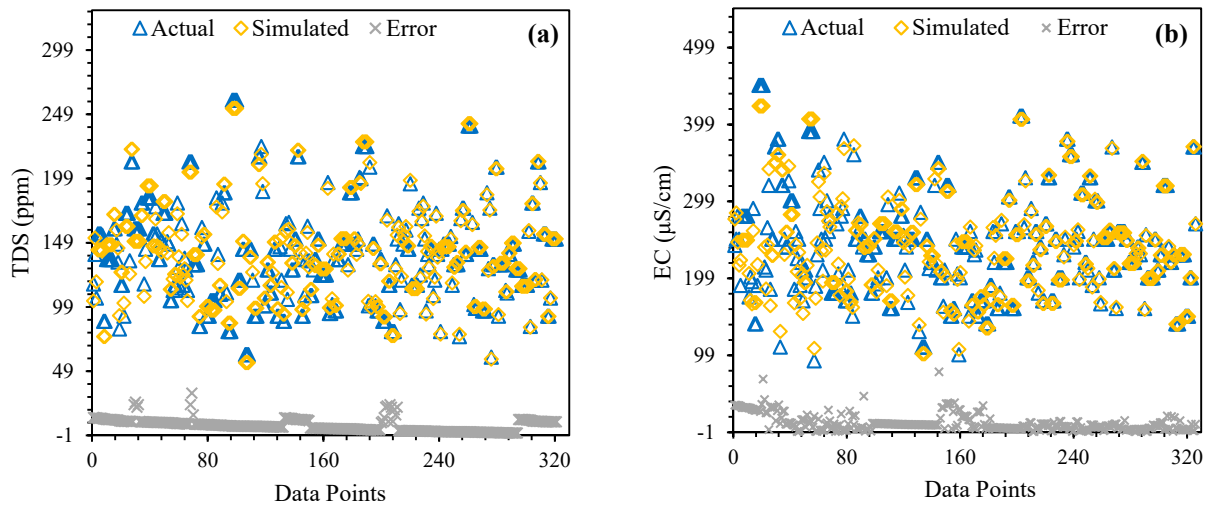 Actual Simulated Error (a)
299
249
199
149
99
49
-1
TDS (ppm)
0 80 160 240 320
Data Points
Actual Simulated Error (b)
499
399
299
199
99
-1
EC (µS/cm)
0 80 160 240 320
Data Points